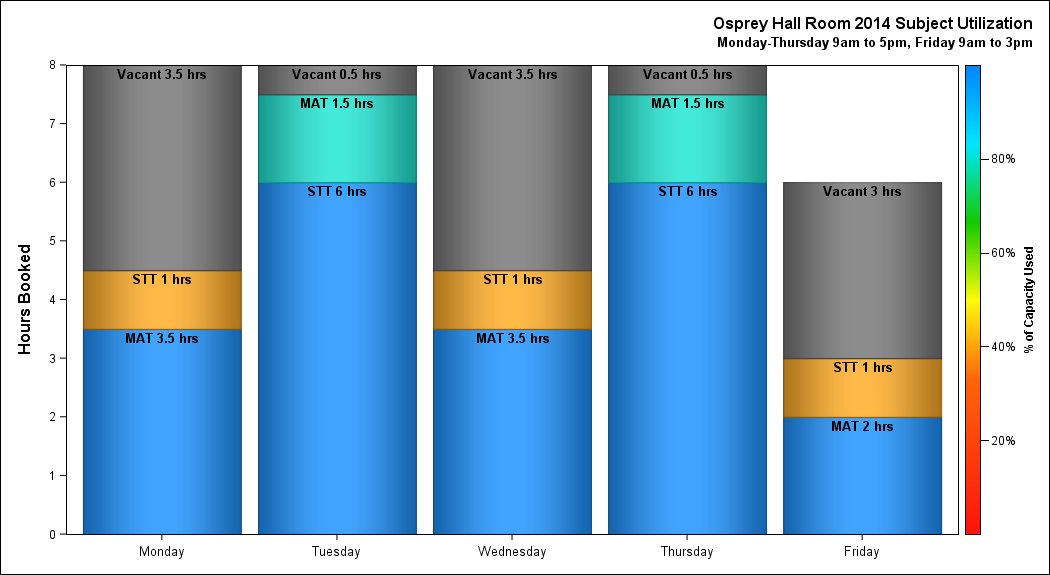 Osprey Hall Room 2014 Subject Utilization
Monday-Thursday 9am to 5pm, Friday 9am to 3pm
Hours Booked
8
7
6
5
4
3
2
1
0
Vacant 3.5 hrs
STT 1 hrs
MAT 3.5 hrs
Vacant 0.5 hrs
MAT 1.5 hrs
STT 6 hrs
Vacant 3.5 hrs
STT 1 hrs
MAT 3.5 hrs
Vacant 0.5 hrs
MAT 1.5 hrs
STT 6 hrs
Vacant 3 hrs
STT 1 hrs
MAT 2 hrs
Monday
Tuesday
Wednesday
Thursday
Friday
80%
60%
40%
20%
% of Capacity Used